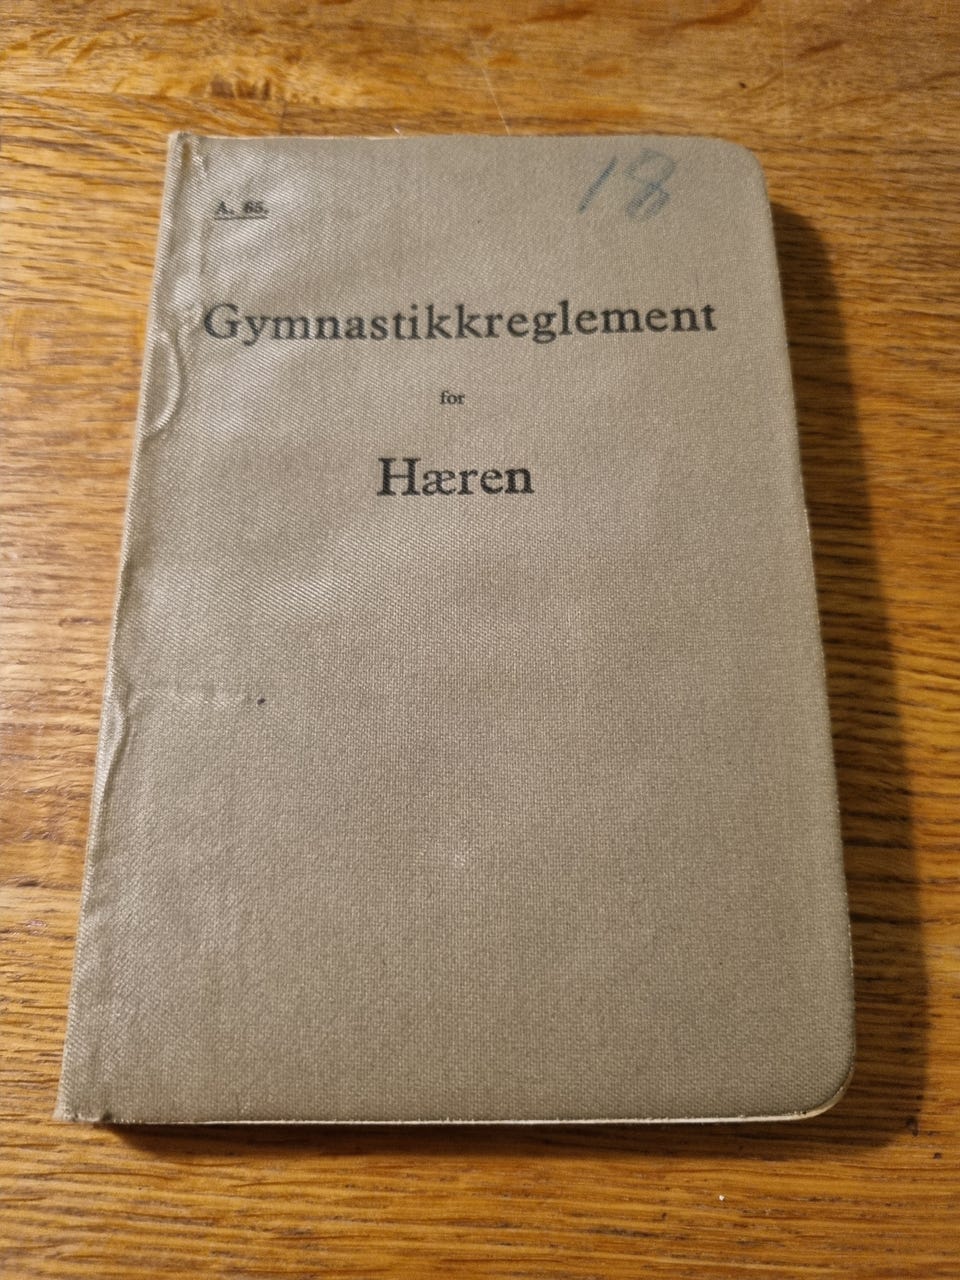 18
A. 65.
Gymnastikkreglement
for
Hæren